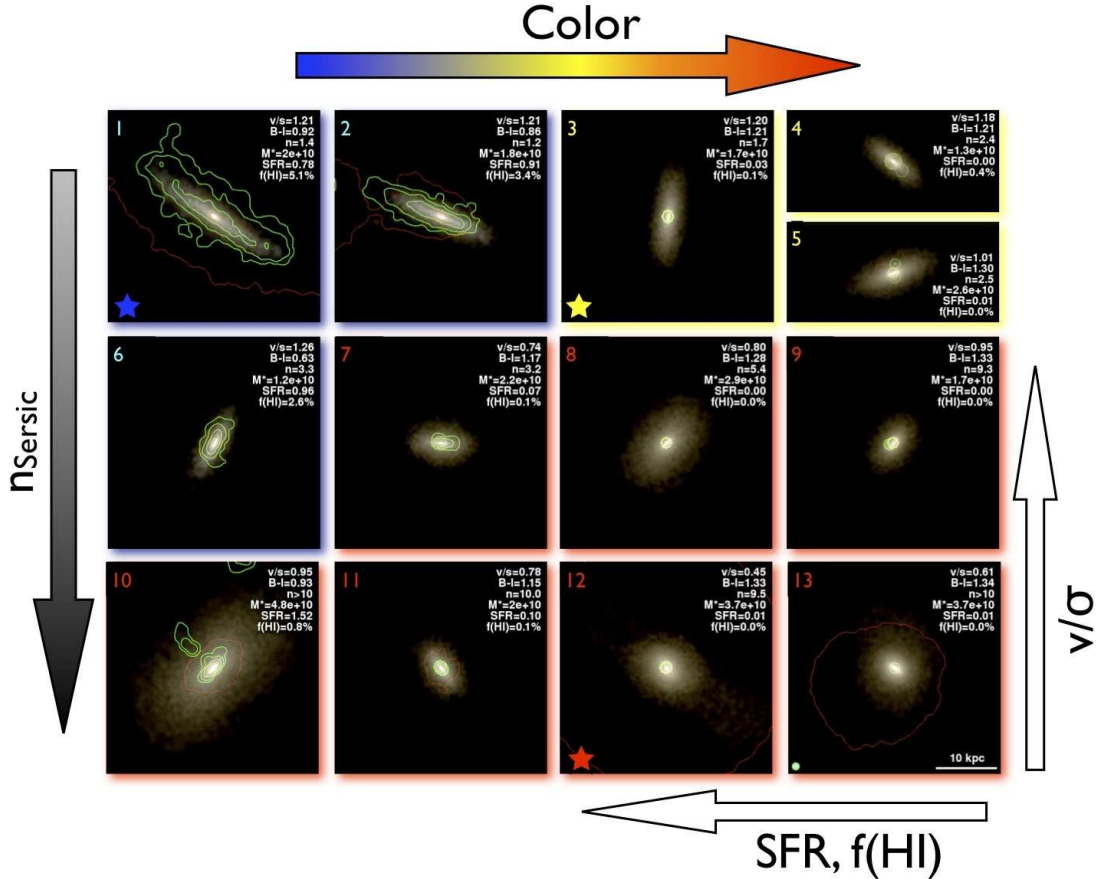 Color
1
v/s=1.21
B-I=0.92
n=1.4
M*=2e+10
SFR=0.78
f(HI)=5.1%
2
v/s=1.21
B-I=0.86
n=1.2
M*=1.8e+10
SFR=0.91
f(HI)=3.4%
3
v/s=1.20
B-I=1.21
n=1.7
M*=1.7e+10
SFR=0.03
f(HI)=0.1%
4
v/s=1.18
B-I=1.21
n=2.4
M*=1.3e+10
SFR=0.00
f(HI)=0.4%
5
v/s=1.01
B-I=1.30
n=2.5
M*=2.6e+10
SFR=0.01
f(HI)=0.0%
6
v/s=1.26
B-I=0.63
n=3.3
M*=1.2e+10
SFR=0.96
f(HI)=2.6%
7
v/s=0.74
B-I=1.17
n=3.2
M*=2.2e+10
SFR=0.07
f(HI)=0.1%
8
v/s=0.80
B-I=1.28
n=5.4
M*=2.9e+10
SFR=0.00
f(HI)=0.0%
9
v/s=0.95
B-I=1.33
n=9.3
M*=1.7e+10
SFR=0.00
f(HI)=0.0%
10
v/s=0.95
B-I=0.93
n>10
M*=4.8e+10
SFR=1.52
f(HI)=0.8%
11
v/s=0.78
B-I=1.15
n=10.0
M*=2e+10
SFR=0.10
f(HI)=0.1%
12
v/s=0.45
B-I=1.33
n=9.5
M*=3.7e+10
SFR=0.01
f(HI)=0.0%
13
v/s=0.61
B-I=1.34
n>10
M*=3.7e+10
SFR=0.01
f(HI)=0.0%
10 kpc
nSersic
v/σ
SFR, f(HI)